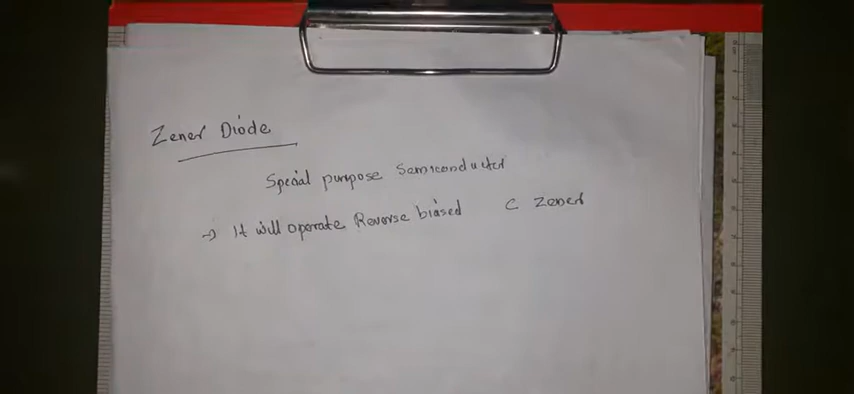 Zener Diode
Special purpose Semiconductor
→ It will operate Reverse biased C Zener